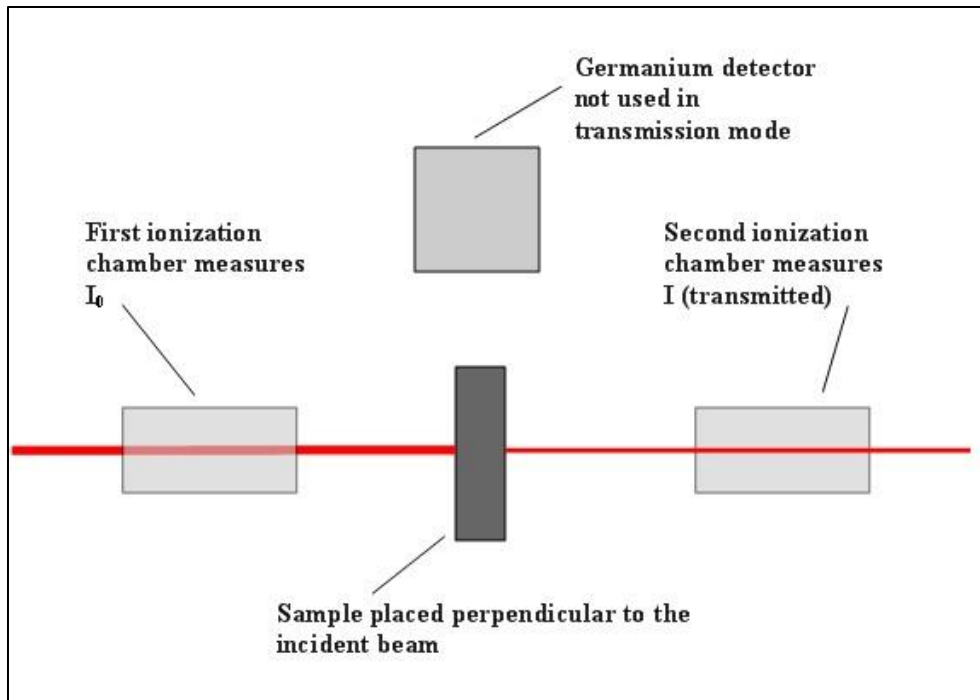 Germanium detector
not used in
transmission mode
First ionization
chamber measures
I₀
Second ionization
chamber measures
I (transmitted)
Sample placed perpendicular to the
incident beam